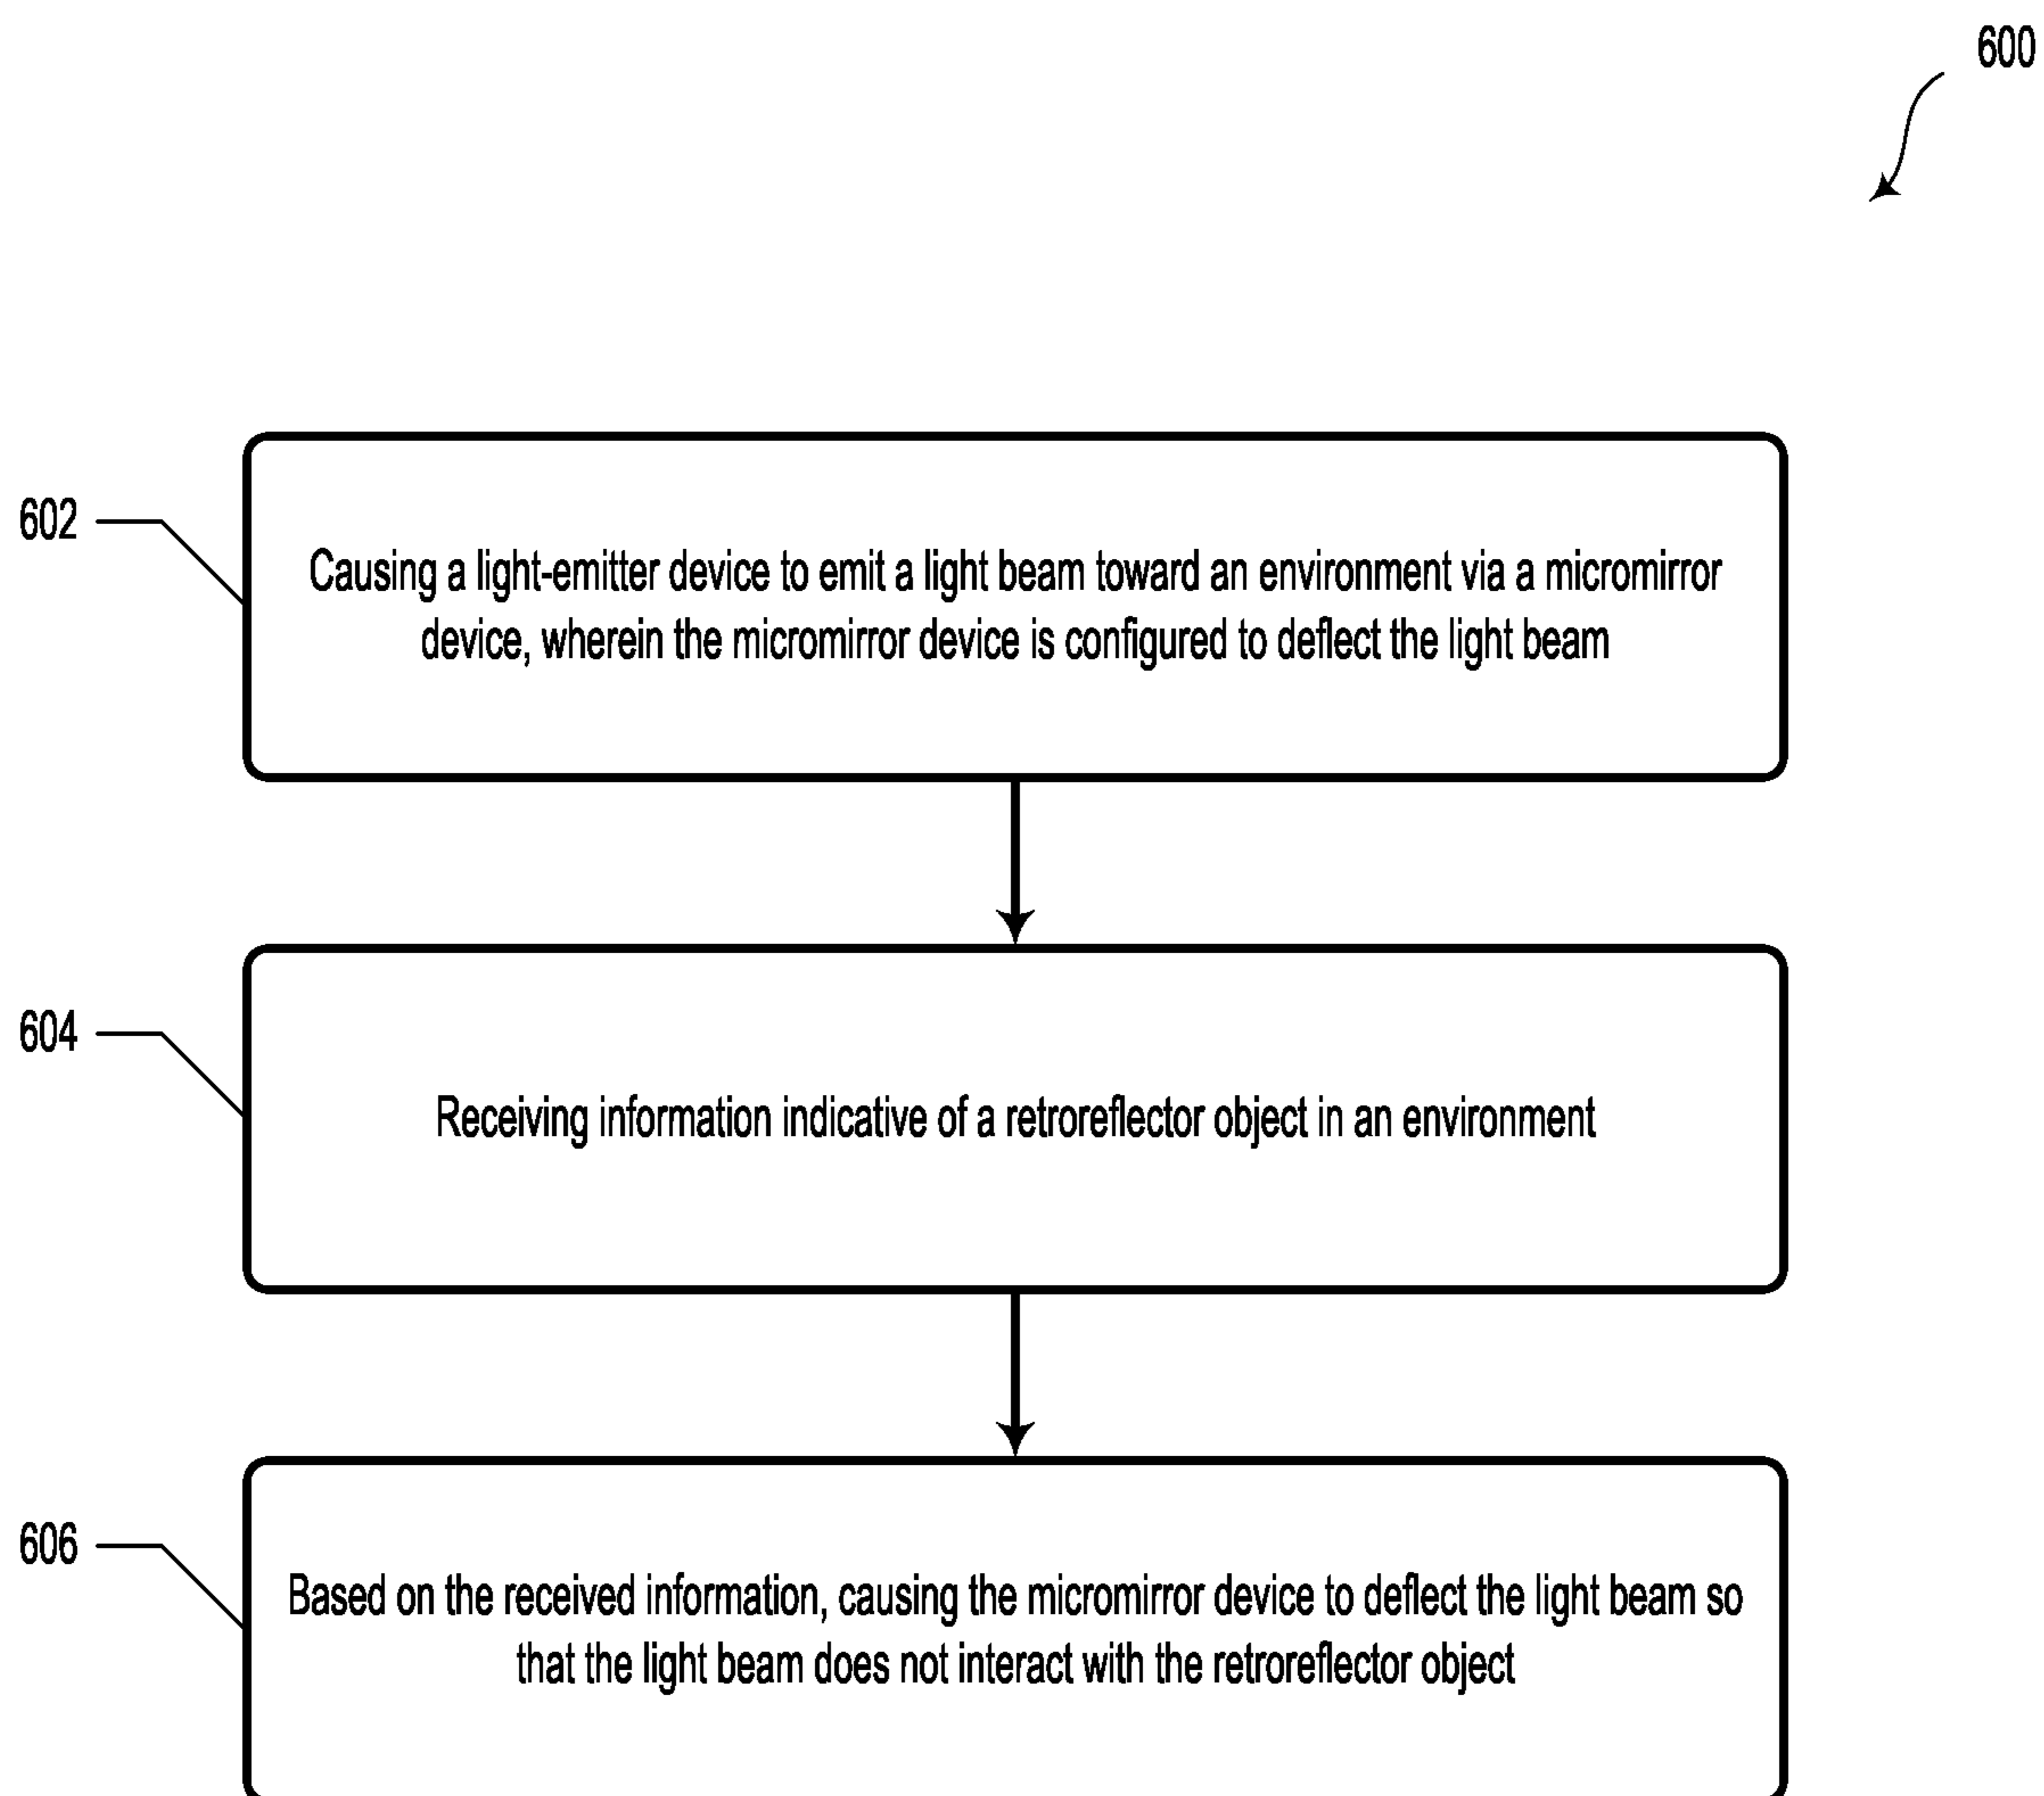 600
602
Causing a light-emitter device to emit a light beam toward an environment via a micromirror
device, wherein the micromirror device is configured to deflect the light beam
604
Receiving information indicative of a retroreflector object in an environment
606
Based on the received information, causing the micromirror device to deflect the light beam so
that the light beam does not interact with the retroreflector object